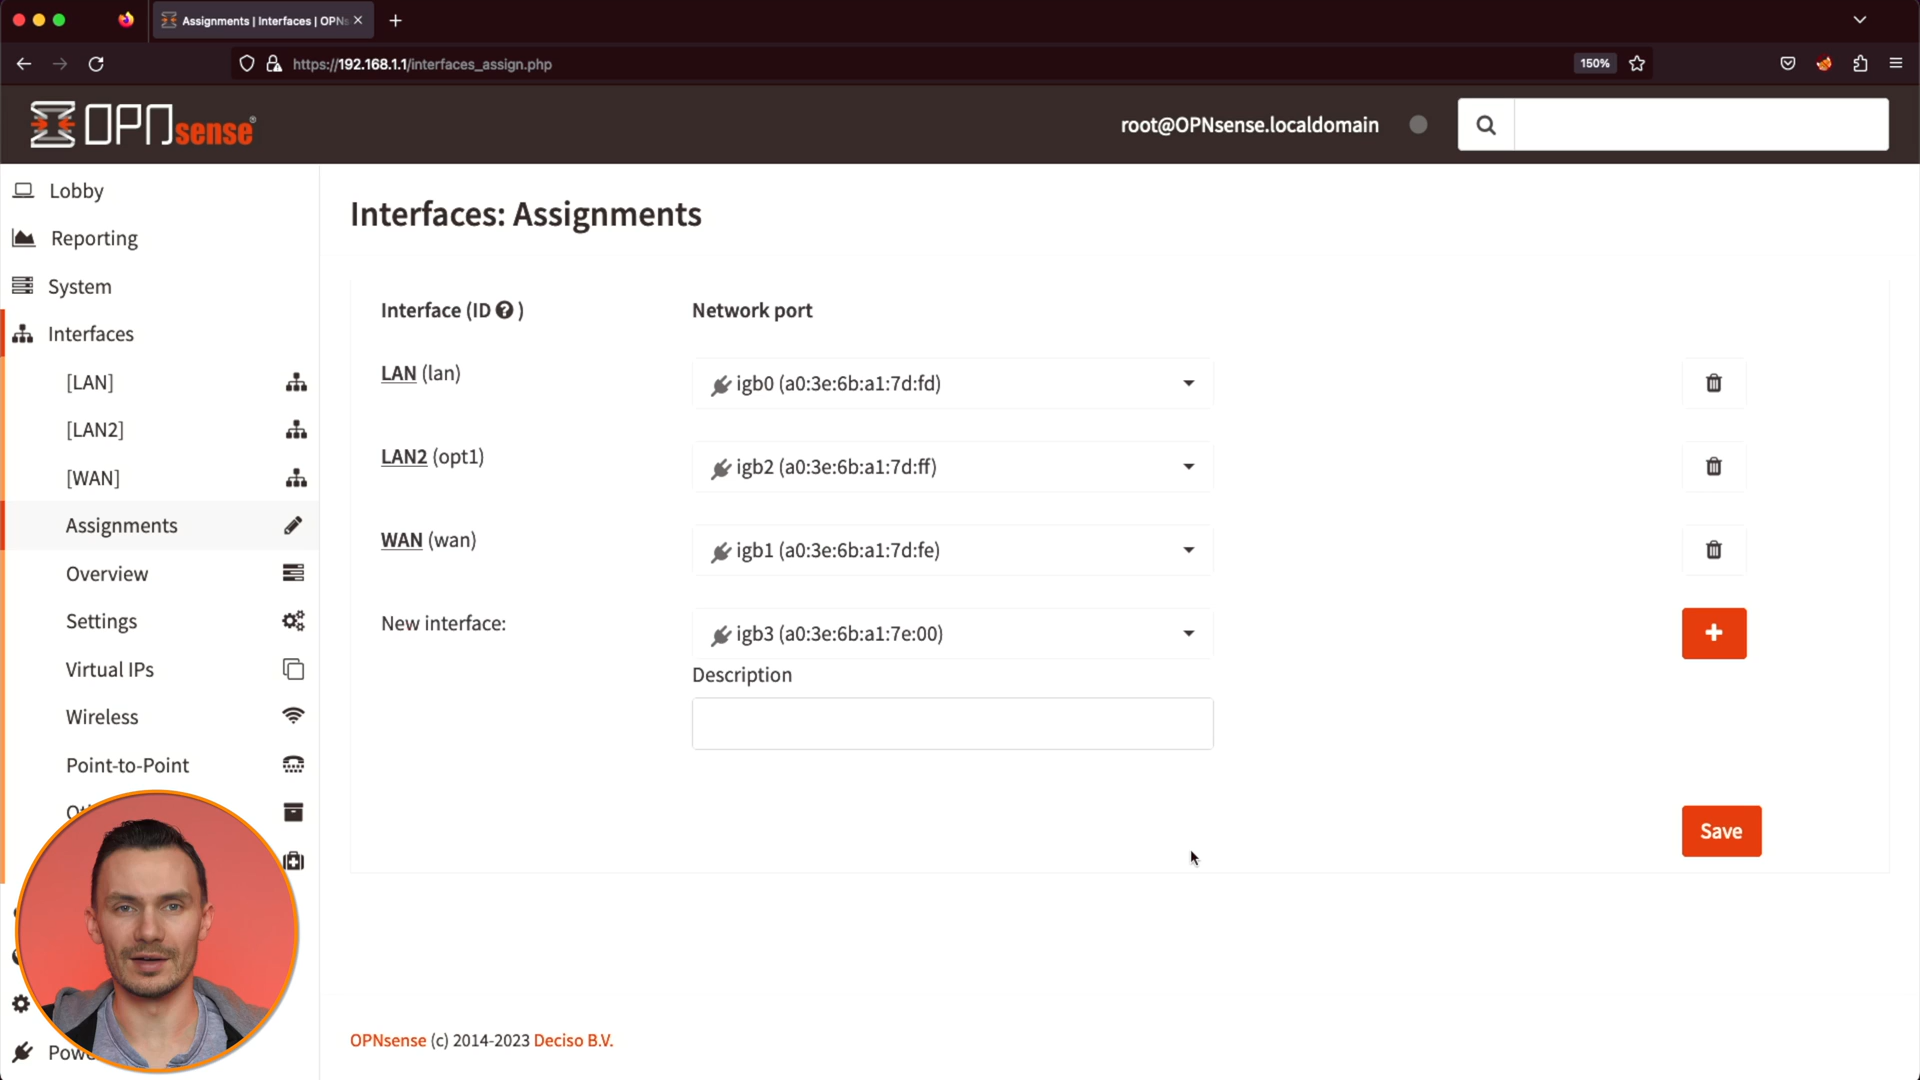 Assignments | Interfaces | OPNs
https://192.168.1.1/interfaces_assign.php
150%
OPNsense®
root@OPNsense.localdomain
Lobby
Reporting
System
Interfaces
[LAN]
[LAN2]
[WAN]
Assignments
Overview
Settings
Virtual IPs
Wireless
Point-to-Point
Interfaces: Assignments
Interface (ID ? )
Network port
LAN (lan)
igb0 (a0:3e:6b:a1:7d:fd)
LAN2 (opt1)
igb2 (a0:3e:6b:a1:7d:ff)
WAN (wan)
igb1 (a0:3e:6b:a1:7d:fe)
New interface:
igb3 (a0:3e:6b:a1:7e:00)
Description
Save
OPNsense (c) 2014-2023 Deciso B.V.